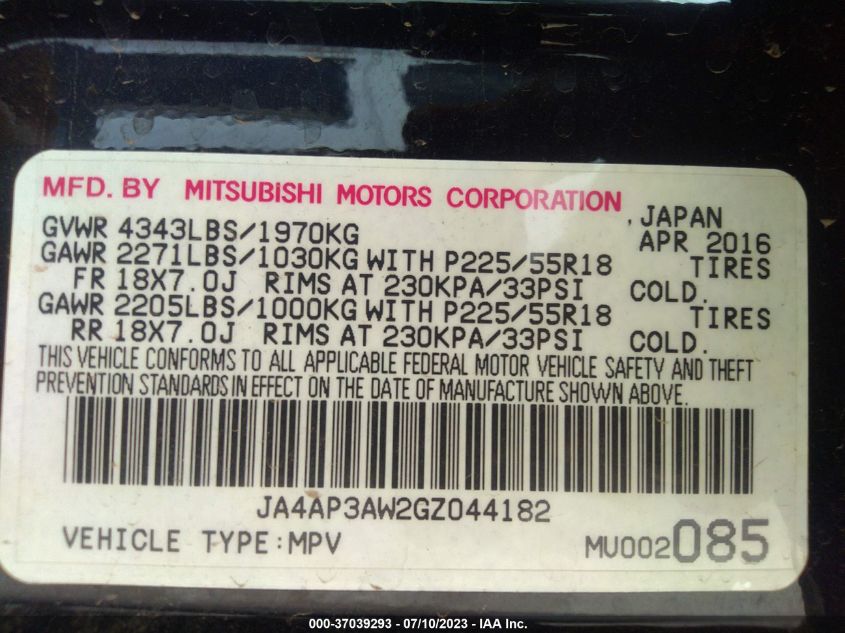 MFD. BY MITSUBISHI MOTORS CORPORATION , JAPAN
GVWR 4343LBS/1970KG APR 2016
GAWR 2271LBS/1030KG WITH P225/55R18 TIRES
FR 18X7.0J RIMS AT 230KPA/33PSI COLD.
GAWR 2205LBS/1000KG WITH P225/55R18 TIRES
RR 18X7.0J RIMS AT 230KPA/33PSI COLD.
THIS VEHICLE CONFORMS TO ALL APPLICABLE FEDERAL MOTOR VEHICLE SAFETY AND THEFT
PREVENTION STANDARDS IN EFFECT ON THE DATE OF MANUFACTURE SHOWN ABOVE.
JA4AP3AW2GZ044182
VEHICLE TYPE:MPV MU002085
000-37039293 - 07/10/2023 - IAA Inc.